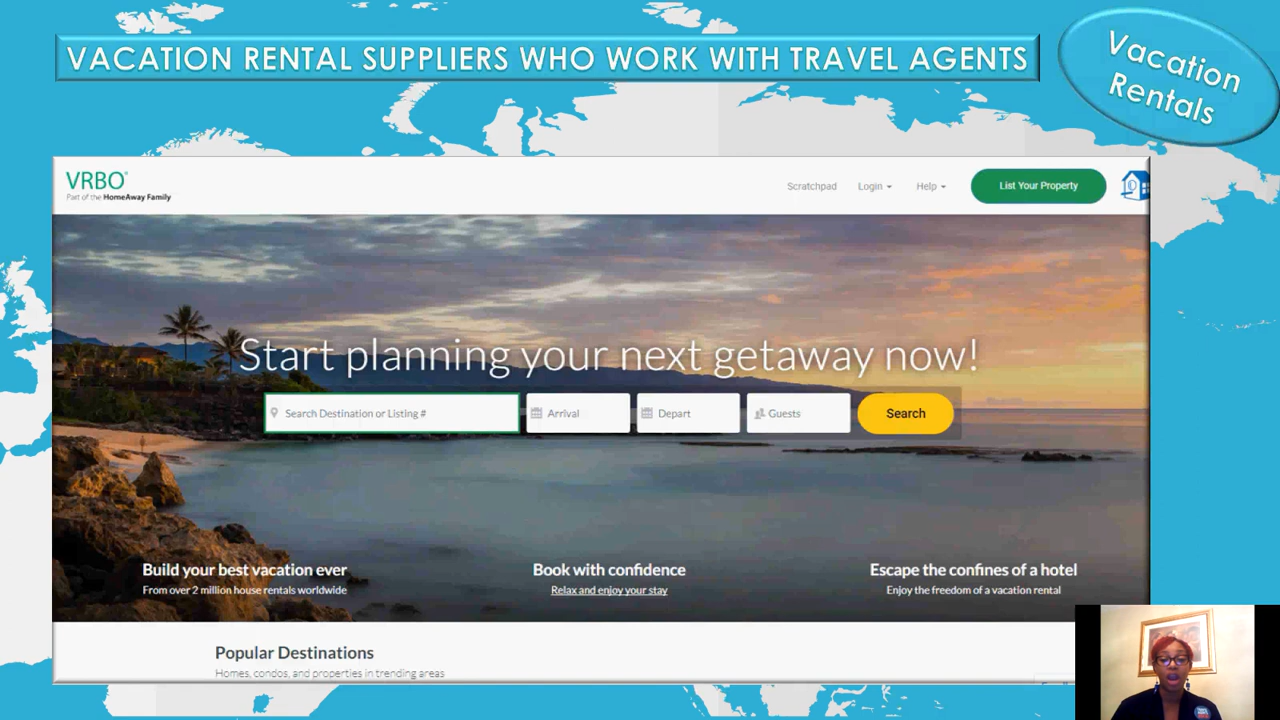 VACATION RENTAL SUPPLIERS WHO WORK WITH TRAVEL AGENTS
Vacation
Rentals
VRBO®
Part of the HomeAway Family
Scratchpad
Login
Help
List Your Property
Start planning your next getaway now!
Search Destination or Listing #
Arrival
Depart
Guests
Search
Build your best vacation ever
From over 2 million house rentals worldwide
Book with confidence
Relax and enjoy your stay
Escape the confines of a hotel
Enjoy the freedom of a vacation rental
Popular Destinations
Homes, condos, and properties in trending areas